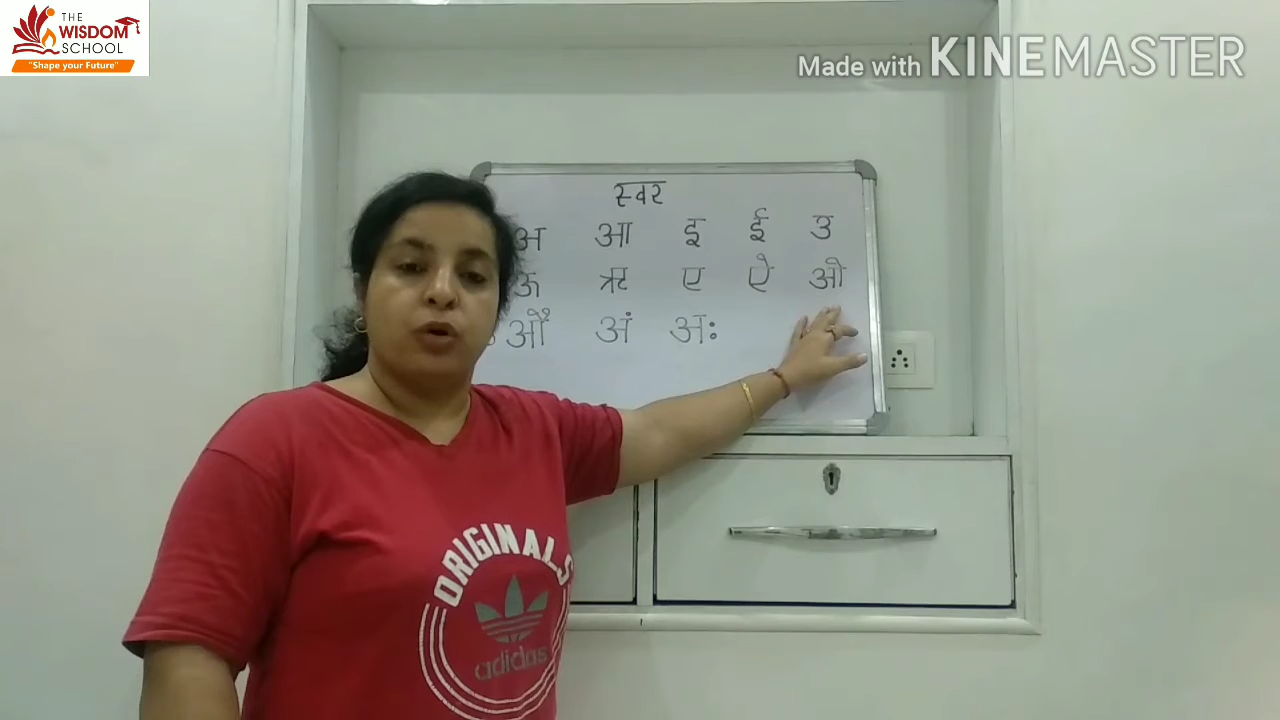 THE
WISDOM
SCHOOL
"Shape your Future"
Made with KINEMASTER
स्वर
अ आ इ ई उ
ऊ ऋ ए ऐ ओ
औ अं अः
ORIGINALS
adidas